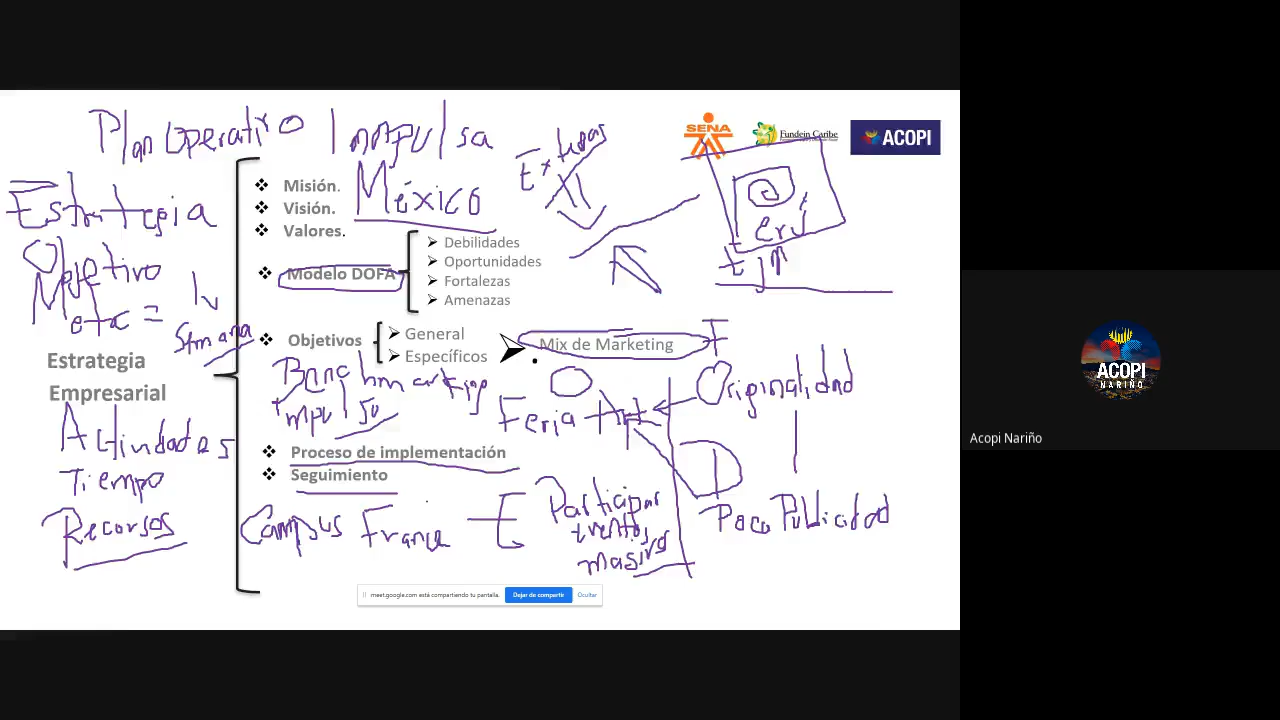 Plan Operativo Impulsa
México
Extusas
XI
SENA
Fundein Caribe
ACOPI
Estrategia
Objetivo
Meta =
Semana
Misión.
Visión.
Valores.
Modelo DOFA
Debilidades
Oportunidades
Fortalezas
Amenazas
Objetivos
General
Específicos
Mix de Marketing
Estrategia
Empresarial
Originalidad
Feria
Actividades
Tiempo
Recursos
Proceso de implementación
Seguimiento
D
Campus
E
Participar
masivos
Poca Publicidad
meet.google.com está compartiendo tu pantalla.
Dejar de compartir
Ocultar
ACOPI
NARIÑO
Acopi Nariño